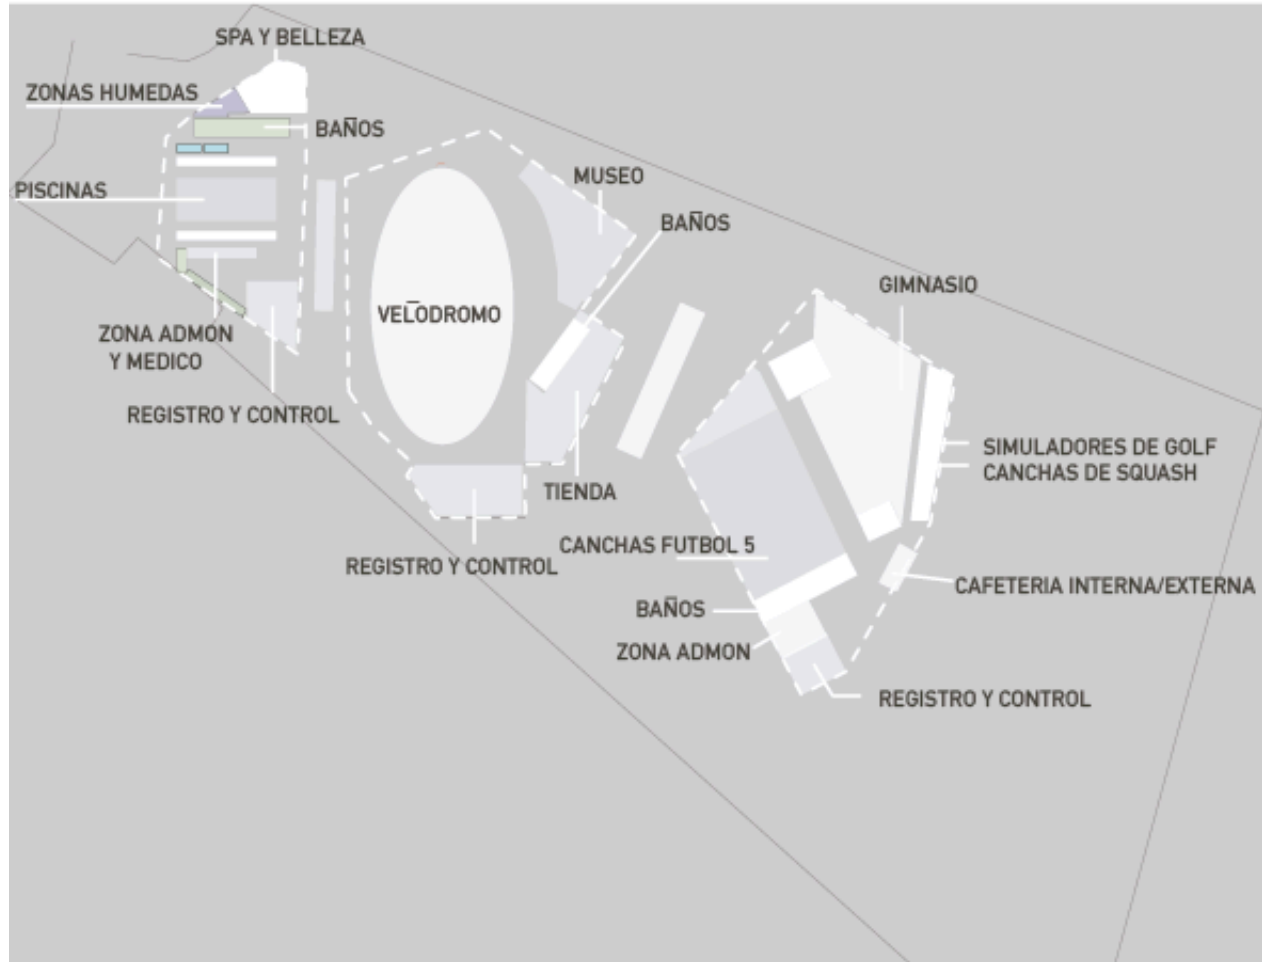 SPA Y BELLEZA
ZONAS HUMEDAS
BAÑOS
PISCINAS
MUSEO
BAÑOS
GIMNASIO
VELODROMO
ZONA ADMON
Y MEDICO
REGISTRO Y CONTROL
SIMULADORES DE GOLF
CANCHAS DE SQUASH
TIENDA
CANCHAS FUTBOL 5
REGISTRO Y CONTROL
CAFETERIA INTERNA/EXTERNA
BAÑOS
ZONA ADMON
REGISTRO Y CONTROL